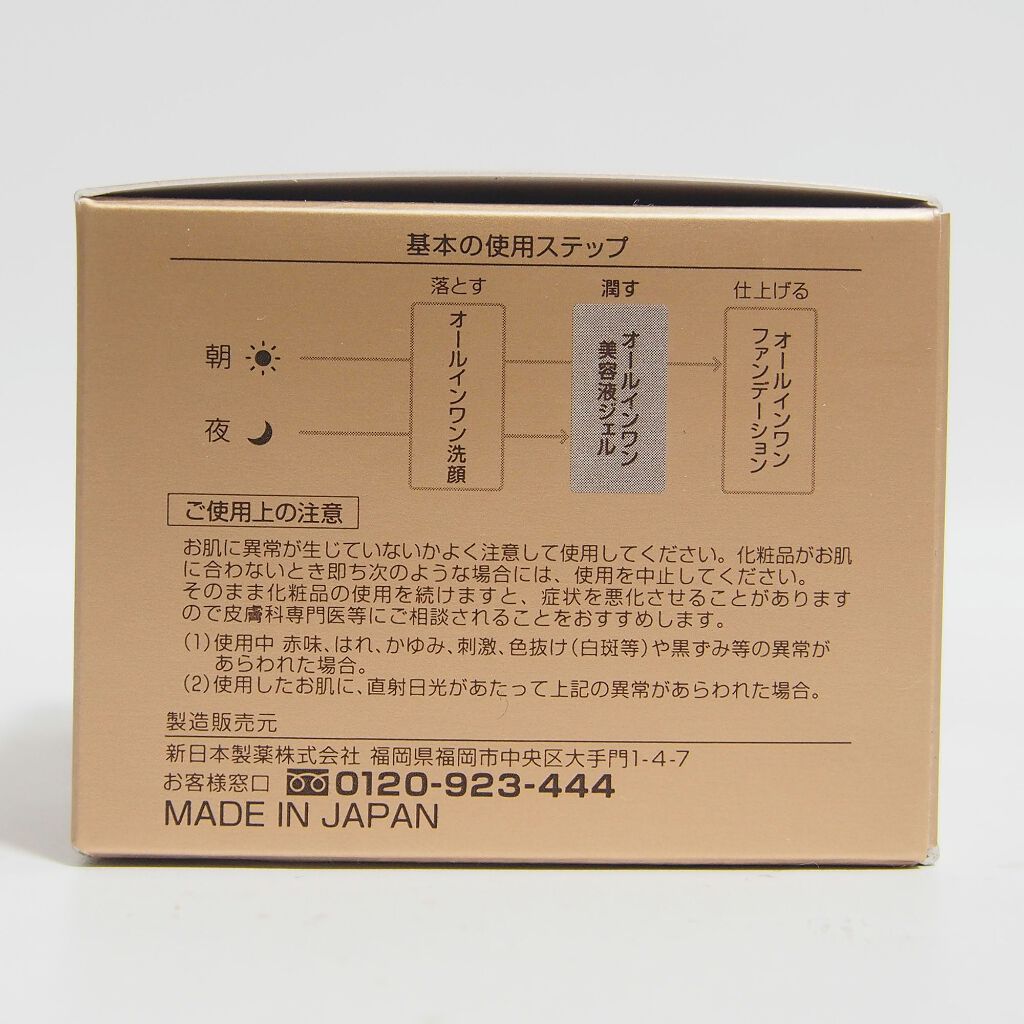 基本の使用ステップ
落とす
潤す
仕上げる
朝
夜
オールインワン洗顔
オールインワン
美容液ジェル
オールインワン
ファンデーション
ご使用上の注意
お肌に異常が生じていないかよく注意して使用してください。化粧品がお肌
に合わないとき即ち次のような場合には、使用を中止してください。
そのまま化粧品の使用を続けますと、症状を悪化させることがあります
ので皮膚科専門医等にご相談されることをおすすめします。
(1)使用中 赤味、はれ、かゆみ、刺激、色抜け(白斑等)や黒ずみ等の異常が
あらわれた場合。
(2)使用したお肌に、直射日光があたって上記の異常があらわれた場合。
製造販売元
新日本製薬株式会社 福岡県福岡市中央区大手門1-4-7
お客様窓口 0120-923-444
MADE IN JAPAN